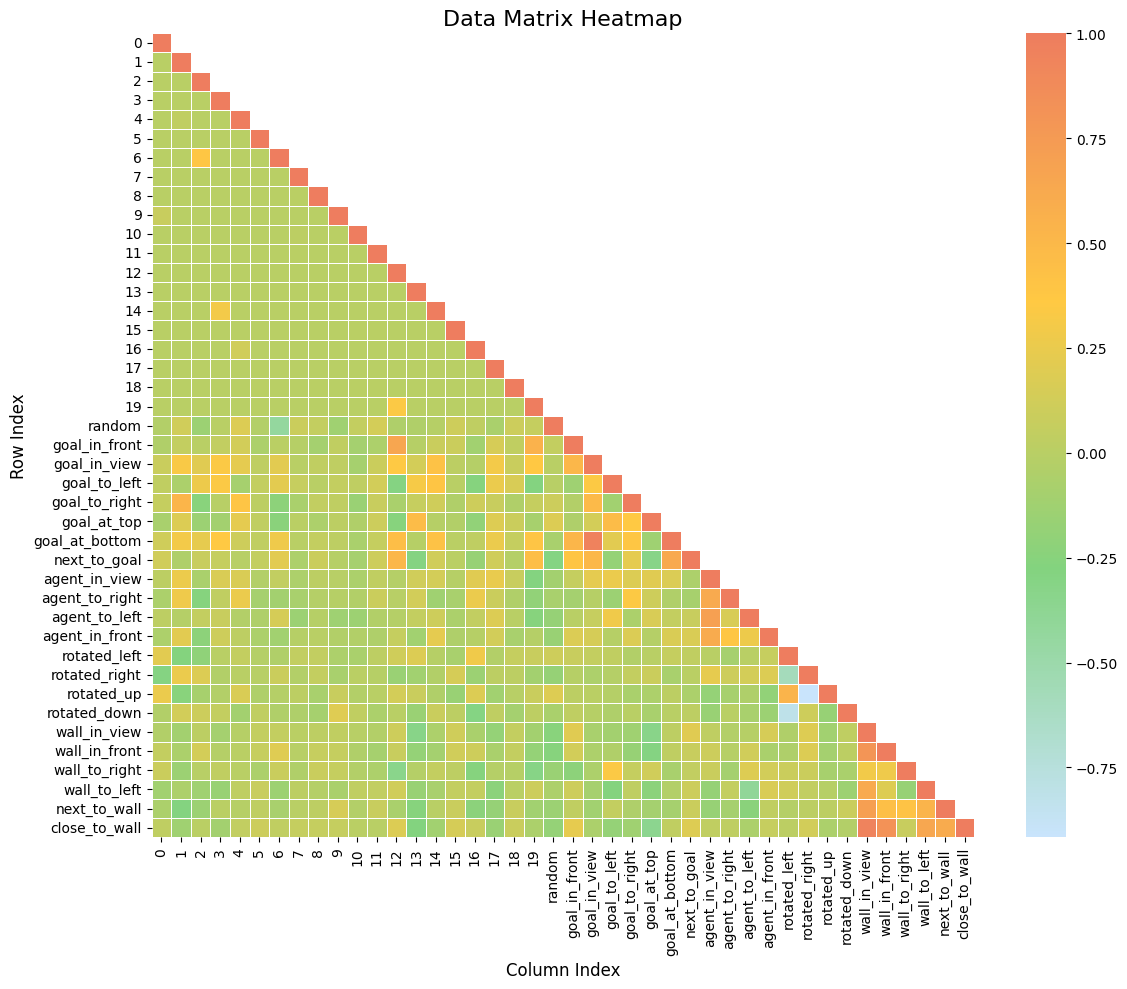 Data Matrix Heatmap
Row Index
0
1
2
3
4
5
6
7
8
9
10
11
12
13
14
15
16
17
18
19
random
goal_in_front
goal_in_view
goal_to_left
goal_to_right
goal_at_top
goal_at_bottom
next_to_goal
agent_in_view
agent_to_right
agent_to_left
agent_in_front
rotated_left
rotated_right
rotated_up
rotated_down
wall_in_view
wall_in_front
wall_to_right
wall_to_left
next_to_wall
close_to_wall
0
1
2
3
4
5
6
7
8
9
10
11
12
13
14
15
16
17
18
19
random
goal_in_front
goal_in_view
goal_to_left
goal_to_right
goal_at_top
goal_at_bottom
next_to_goal
agent_in_view
agent_to_right
agent_to_left
agent_in_front
rotated_left
rotated_right
rotated_up
rotated_down
wall_in_view
wall_in_front
wall_to_right
wall_to_left
next_to_wall
close_to_wall
Column Index
1.00
0.75
0.50
0.25
0.00
−0.25
−0.50
−0.75